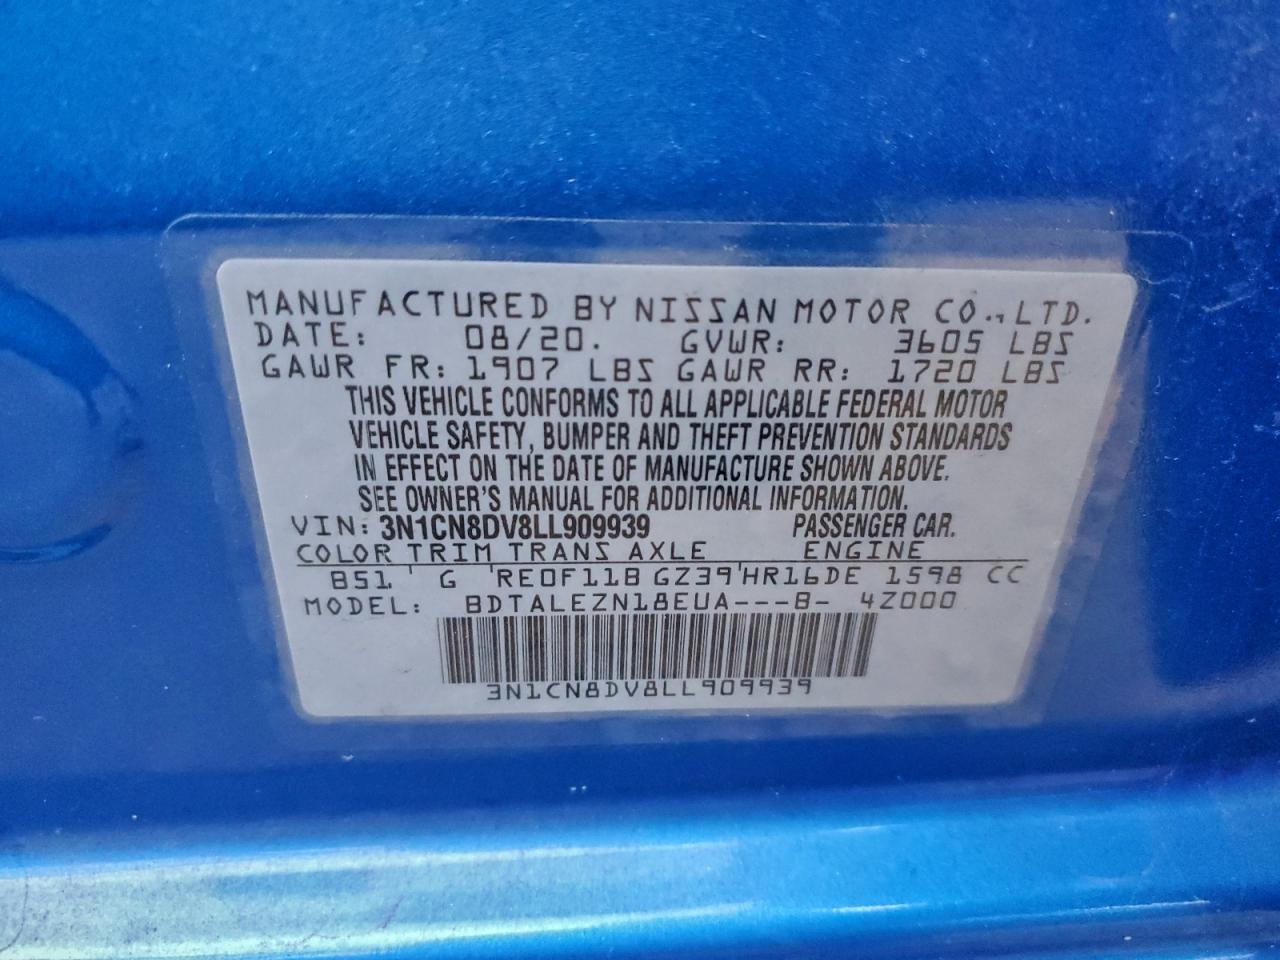 MANUFACTURED BY NISSAN MOTOR CO., LTD.
DATE: 08/20. GVWR: 3605 LBS
GAWR FR: 1907 LBS GAWR RR: 1720 LBS
THIS VEHICLE CONFORMS TO ALL APPLICABLE FEDERAL MOTOR
VEHICLE SAFETY, BUMPER AND THEFT PREVENTION STANDARDS
IN EFFECT ON THE DATE OF MANUFACTURE SHOWN ABOVE.
SEE OWNER'S MANUAL FOR ADDITIONAL INFORMATION.
VIN: 3N1CN8DV8LL909939 PASSENGER CAR.
COLOR TRIM TRANS AXLE ENGINE
B51 ' G 'RE0F11B GZ39'HR16DE 1598 CC
MODEL: BDTALEZN18EUA---B- 4Z000
3N1CN8DV8LL909939